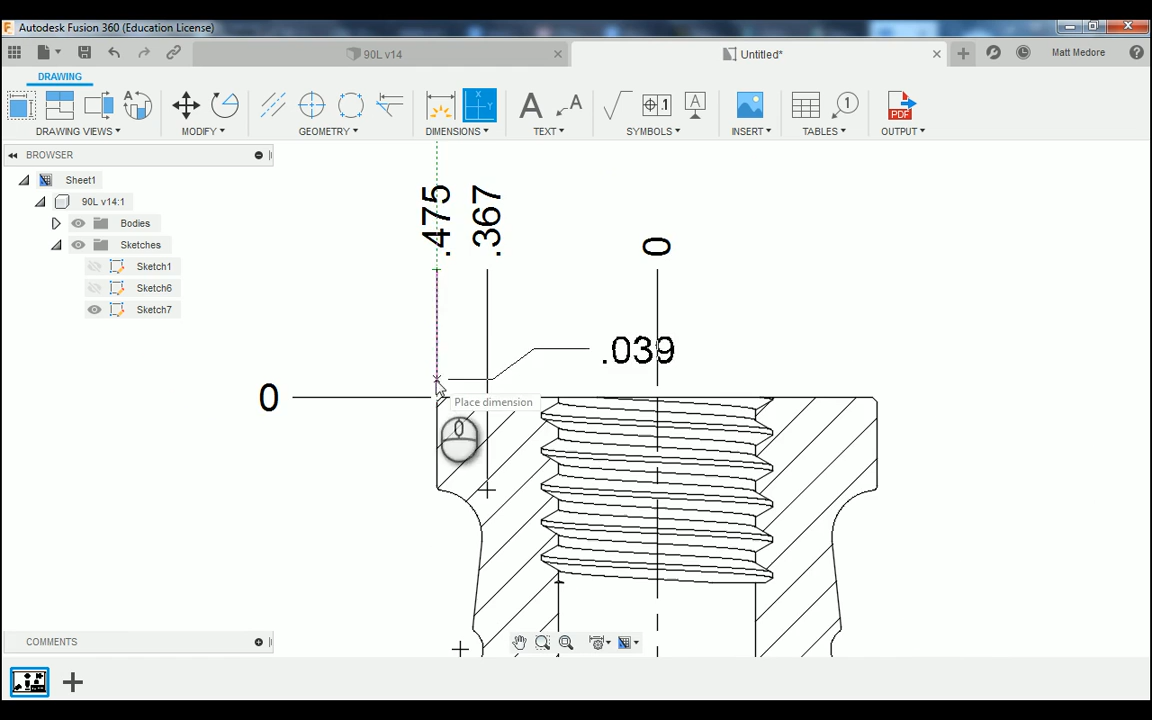 Autodesk Fusion 360 (Education License)
90L v14
Untitled*
Matt Medore
DRAWING
DRAWING VIEWS
MODIFY
GEOMETRY
DIMENSIONS
TEXT
SYMBOLS
INSERT
TABLES
OUTPUT
BROWSER
Sheet1
90L v14:1
Bodies
Sketches
Sketch1
Sketch6
Sketch7
.475
.367
0
.039
0
Place dimension
COMMENTS